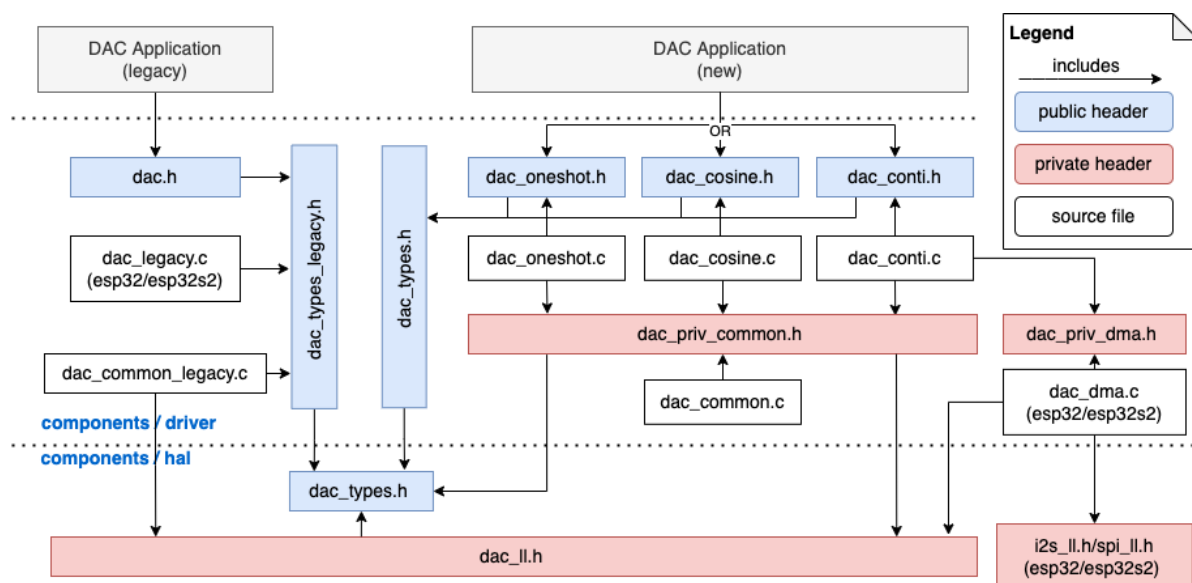 DAC Application
(legacy)
DAC Application
(new)
Legend
includes
public header
private header
source file
OR
dac.h
dac_types_legacy.h
dac_types.h
dac_oneshot.h
dac_cosine.h
dac_conti.h
dac_legacy.c
(esp32/esp32s2)
dac_oneshot.c
dac_cosine.c
dac_conti.c
dac_priv_common.h
dac_priv_dma.h
dac_common_legacy.c
dac_common.c
dac_dma.c
(esp32/esp32s2)
components / driver
components / hal
dac_types.h
dac_ll.h
i2s_ll.h/spi_ll.h
(esp32/esp32s2)